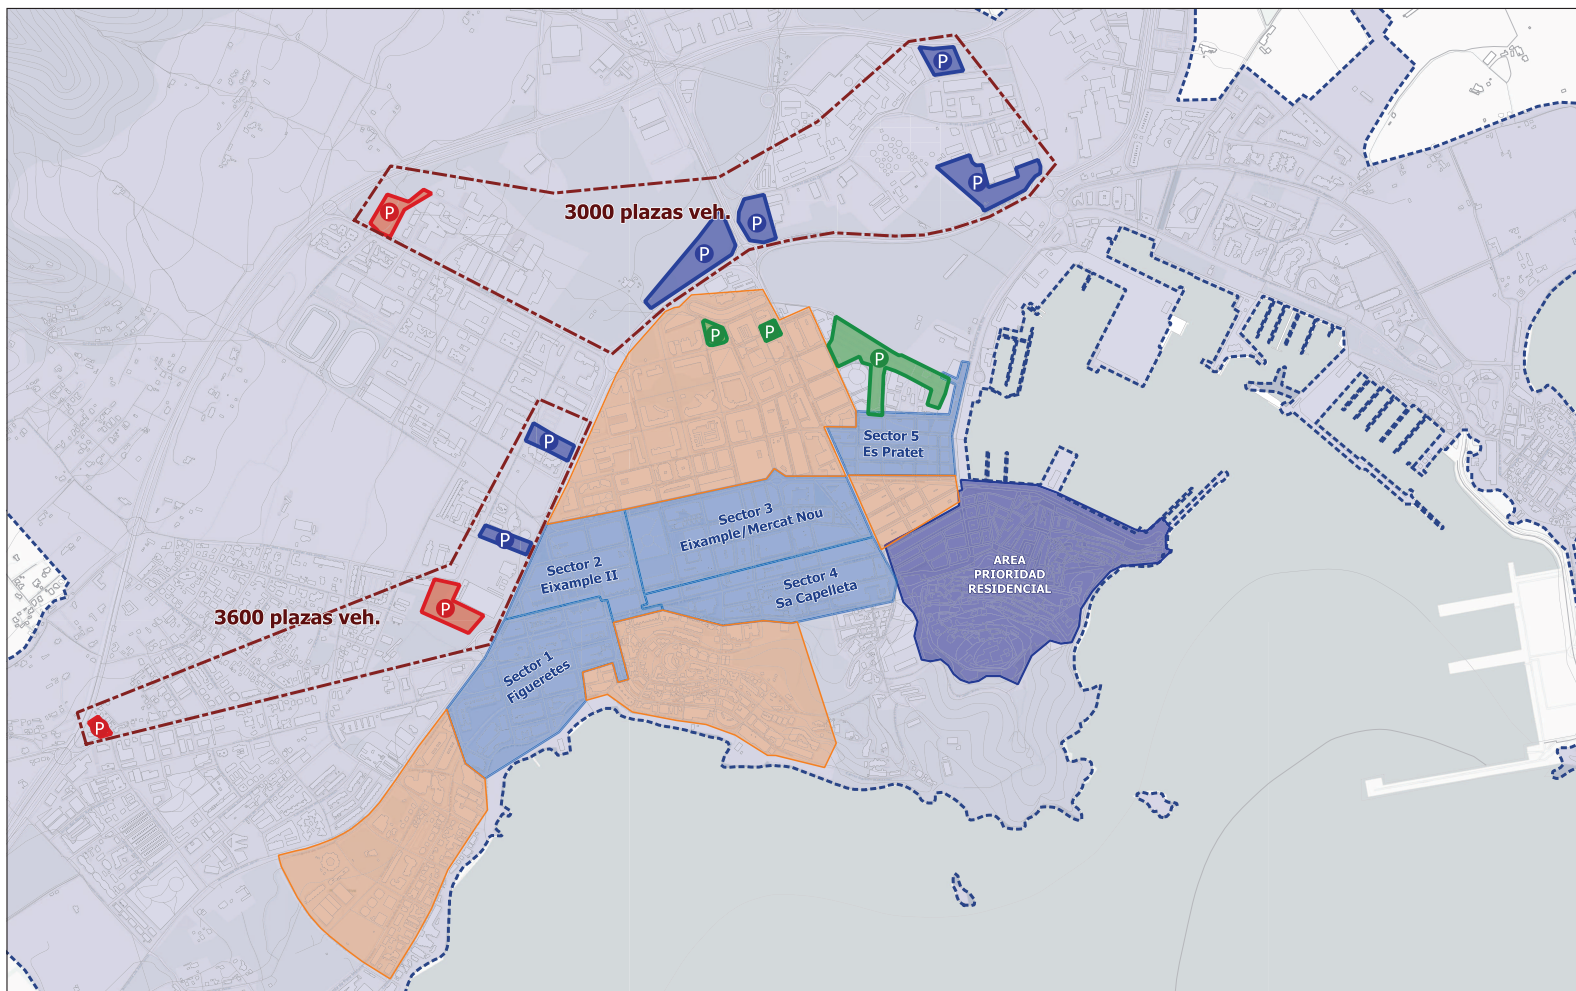 P
P
P
3000 plazas veh.
P
P
P
P
P
P
Sector 5
Es Pratet
P
Sector 3
Eixample/Mercat Nou
P
Sector 2
Eixample II
Sector 4
Sa Capelleta
AREA
PRIORIDAD
RESIDENCIAL
P
3600 plazas veh.
Sector 1
Figueretes
P